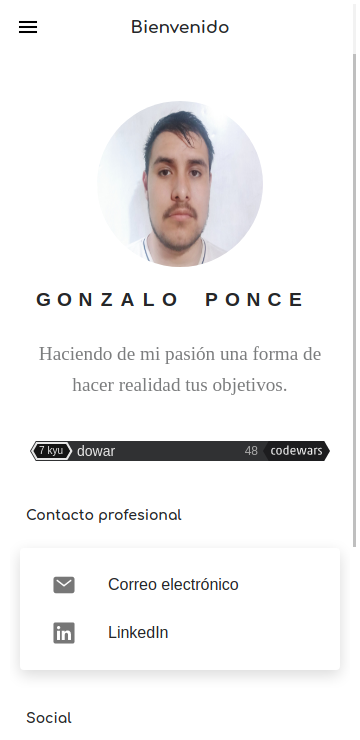 Bienvenido
GONZALO PONCE
Haciendo de mi pasión una forma de
hacer realidad tus objetivos.
7 kyu dowar 48 codewars
Contacto profesional
Correo electrónico
LinkedIn
Social